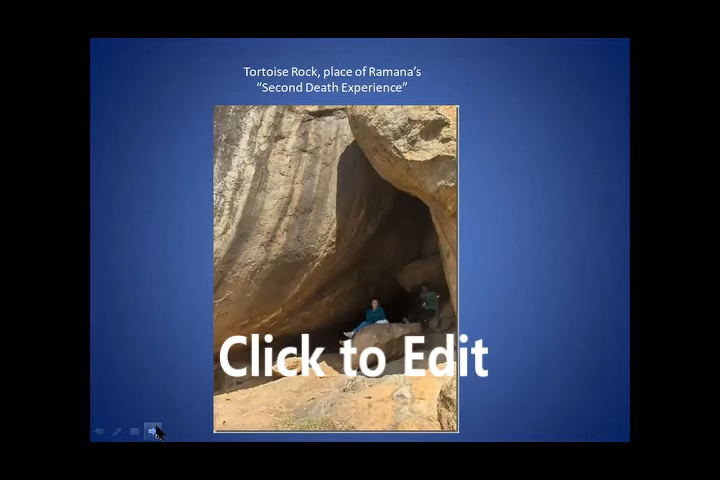 Tortoise Rock, place of Ramana’s
“Second Death Experience”
Click to Edit